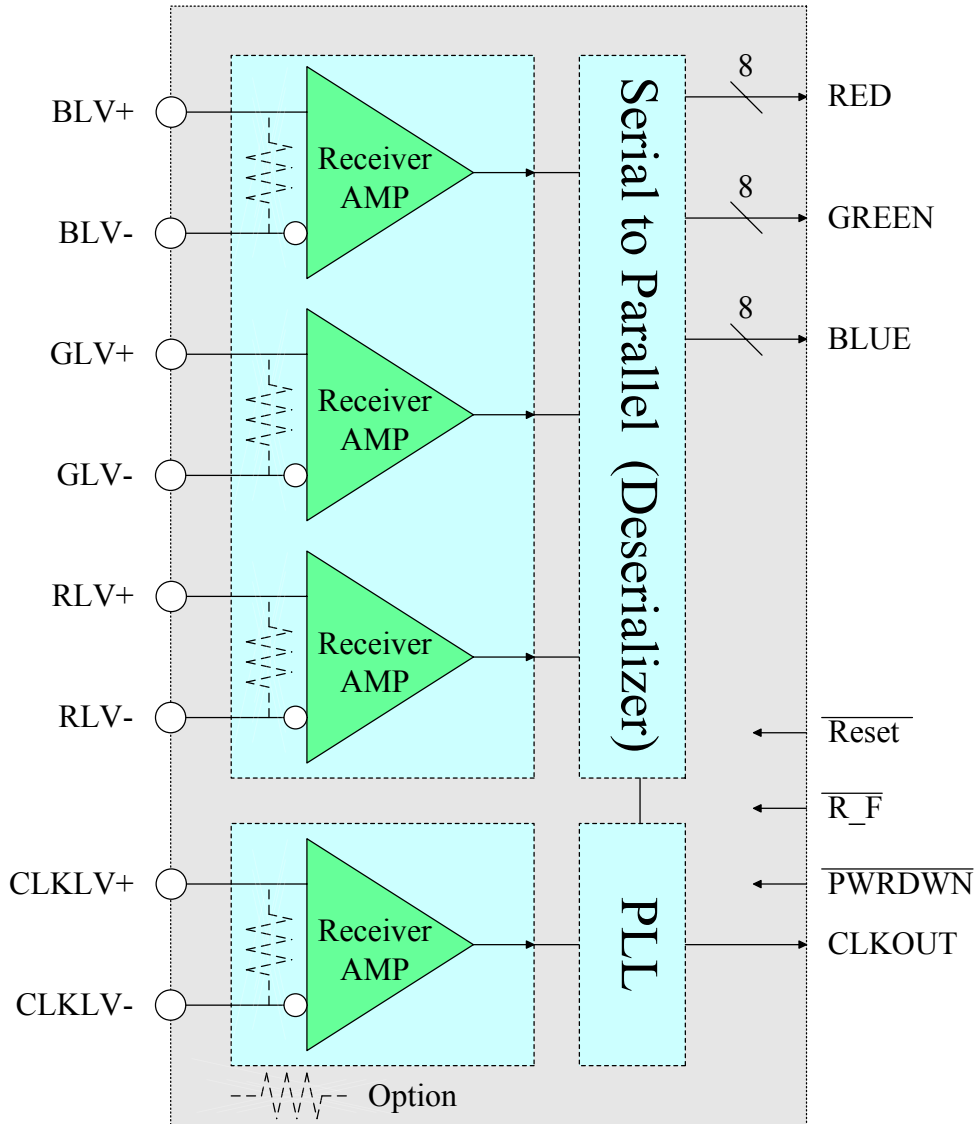 BLV+
BLV-
GLV+
GLV-
RLV+
RLV-
CLKLV+
CLKLV-
Receiver
AMP
Receiver
AMP
Receiver
AMP
Receiver
AMP
Serial to Parallel (Deserializer)
PLL
8
RED
8
GREEN
8
BLUE
Reset
R_F
PWRDWN
CLKOUT
Option